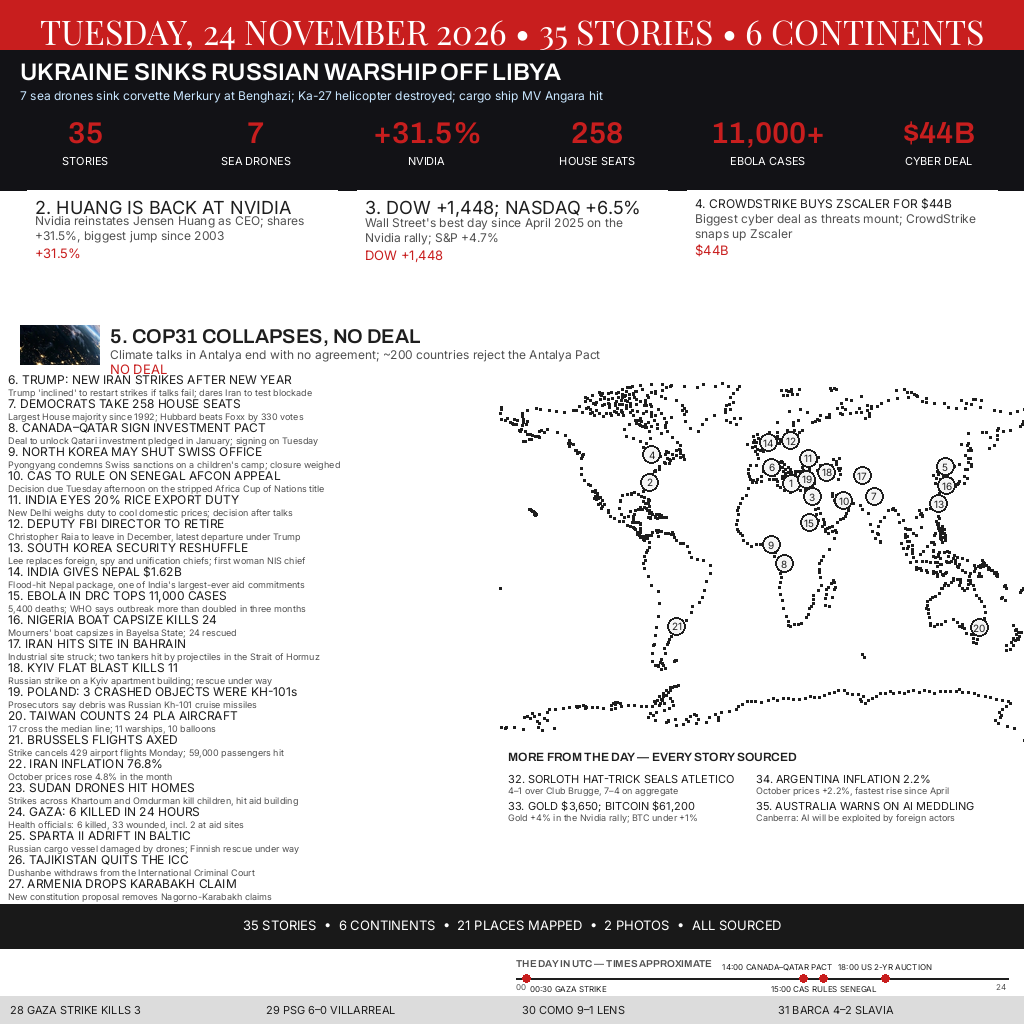 TUESDAY, 24 NOVEMBER 2026 • 35 STORIES • 6 CONTINENTS
UKRAINE SINKS RUSSIAN WARSHIP OFF LIBYA
7 sea drones sink corvette Merkury at Benghazi; Ka-27 helicopter destroyed; cargo ship MV Angara hit
35
STORIES
7
SEA DRONES
+31.5%
NVIDIA
258
HOUSE SEATS
11,000+
EBOLA CASES
$44B
CYBER DEAL
2. HUANG IS BACK AT NVIDIA
Nvidia reinstates Jensen Huang as CEO; shares
+31.5%, biggest jump since 2003
+31.5%
3. DOW +1,448; NASDAQ +6.5%
Wall Street's best day since April 2025 on the
Nvidia rally; S&P +4.7%
DOW +1,448
4. CROWDSTRIKE BUYS ZSCALER FOR $44B
Biggest cyber deal as threats mount; CrowdStrike
snaps up Zscaler
$44B
5. COP31 COLLAPSES, NO DEAL
Climate talks in Antalya end with no agreement; ~200 countries reject the Antalya Pact
NO DEAL
6. TRUMP: NEW IRAN STRIKES AFTER NEW YEAR
Trump 'inclined' to restart strikes if talks fail; dares Iran to test blockade
7. DEMOCRATS TAKE 258 HOUSE SEATS
Largest House majority since 1992; Hubbard beats Foxx by 330 votes
8. CANADA–QATAR SIGN INVESTMENT PACT
Deal to unlock Qatari investment pledged in January; signing on Tuesday
9. NORTH KOREA MAY SHUT SWISS OFFICE
Pyongyang condemns Swiss sanctions on a children's camp; closure weighed
10. CAS TO RULE ON SENEGAL AFCON APPEAL
Decision due Tuesday afternoon on the stripped Africa Cup of Nations title
11. INDIA EYES 20% RICE EXPORT DUTY
New Delhi weighs duty to cool domestic prices; decision after talks
12. DEPUTY FBI DIRECTOR TO RETIRE
Christopher Raia to leave in December, latest departure under Trump
13. SOUTH KOREA SECURITY RESHUFFLE
Lee replaces foreign, spy and unification chiefs; first woman NIS chief
14. INDIA GIVES NEPAL $1.62B
Flood-hit Nepal package, one of India's largest-ever aid commitments
15. EBOLA IN DRC TOPS 11,000 CASES
5,400 deaths; WHO says outbreak more than doubled in three months
16. NIGERIA BOAT CAPSIZE KILLS 24
Mourners' boat capsizes in Bayelsa State; 24 rescued
17. IRAN HITS SITE IN BAHRAIN
Industrial site struck; two tankers hit by projectiles in the Strait of Hormuz
18. KYIV FLAT BLAST KILLS 11
Russian strike on a Kyiv apartment building; rescue under way
19. POLAND: 3 CRASHED OBJECTS WERE KH-101s
Prosecutors say debris was Russian Kh-101 cruise missiles
20. TAIWAN COUNTS 24 PLA AIRCRAFT
17 cross the median line; 11 warships, 10 balloons
21. BRUSSELS FLIGHTS AXED
Strike cancels 429 airport flights Monday; 59,000 passengers hit
22. IRAN INFLATION 76.8%
October prices rose 4.8% in the month
23. SUDAN DRONES HIT HOMES
Strikes across Khartoum and Omdurman kill children, hit aid building
24. GAZA: 6 KILLED IN 24 HOURS
Health officials: 6 killed, 33 wounded, incl. 2 at aid sites
25. SPARTA II ADRIFT IN BALTIC
Russian cargo vessel damaged by drones; Finnish rescue under way
26. TAJIKISTAN QUITS THE ICC
Dushanbe withdraws from the International Criminal Court
27. ARMENIA DROPS KARABAKH CLAIM
New constitution proposal removes Nagorno-Karabakh claims
14
12
4
11
5
6
18
17
2
1
19
16
3
7
10
13
15
9
8
21
20
MORE FROM THE DAY — EVERY STORY SOURCED
32. SORLOTH HAT-TRICK SEALS ATLETICO
4–1 over Club Brugge, 7–4 on aggregate
33. GOLD $3,650; BITCOIN $61,200
Gold +4% in the Nvidia rally; BTC under +1%
34. ARGENTINA INFLATION 2.2%
October prices +2.2%, fastest rise since April
35. AUSTRALIA WARNS ON AI MEDDLING
Canberra: AI will be exploited by foreign actors
35 STORIES • 6 CONTINENTS • 21 PLACES MAPPED • 2 PHOTOS • ALL SOURCED
THE DAY IN UTC — TIMES APPROXIMATE
14:00 CANADA–QATAR PACT
18:00 US 2-YR AUCTION
00
00:30 GAZA STRIKE
15:00 CAS RULES SENEGAL
24
28 GAZA STRIKE KILLS 3
29 PSG 6–0 VILLARREAL
30 COMO 9–1 LENS
31 BARCA 4–2 SLAVIA